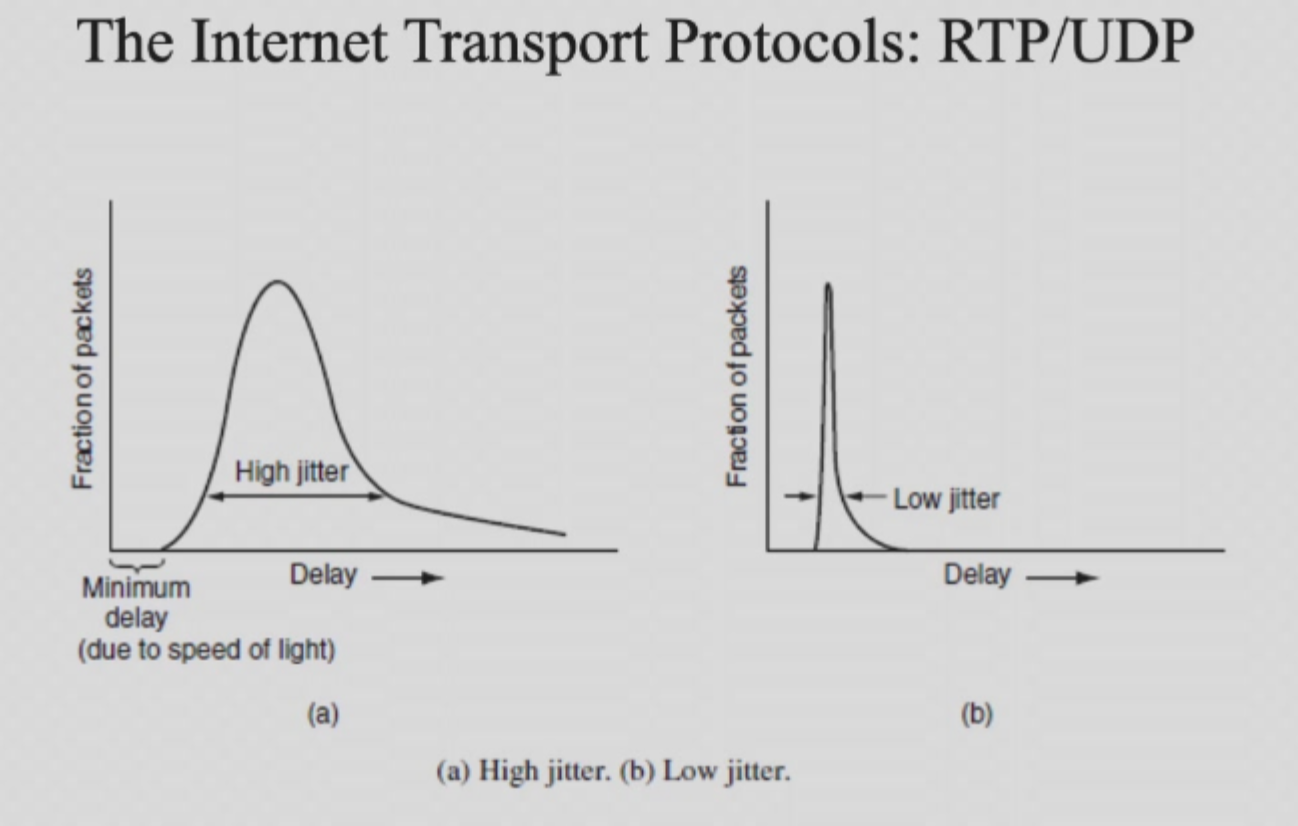 The Internet Transport Protocols: RTP/UDP
Fraction of packets
High jitter
Delay
Minimum
delay
(due to speed of light)
(a)
Fraction of packets
Low jitter
Delay
(b)
(a) High jitter. (b) Low jitter.